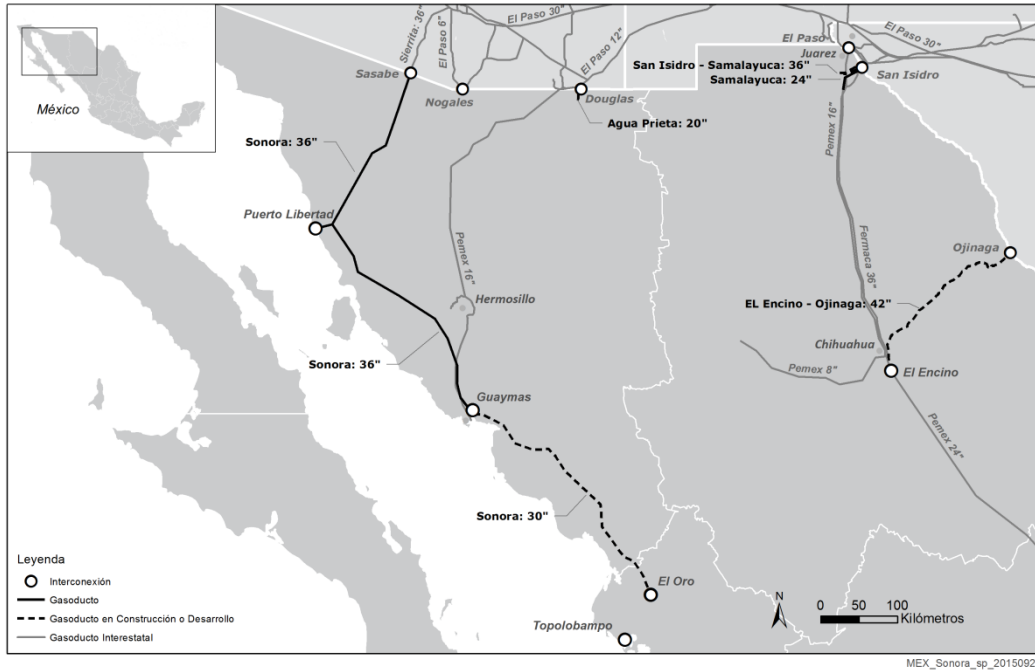 México
El Paso 30"
El Paso 6"
Sierrita: 36"
El Paso 12"
El Paso
El Paso 30"
Juarez
San Isidro - Samalayuca: 36"
San Isidro
Samalayuca: 24"
Sasabe
Nogales
Douglas
Agua Prieta: 20"
Pemex 16"
Sonora: 36"
Puerto Libertad
Pemex 16"
Fermaca 36"
Ojinaga
Hermosillo
EL Encino - Ojinaga: 42"
Chihuahua
Sonora: 36"
Pemex 8"
El Encino
Guaymas
Pemex 24"
Sonora: 30"
Leyenda
Interconexión
Gasoducto
Gasoducto en Construcción o Desarrollo
Gasoducto Interestatal
El Oro
Topolobampo
N
0 50 100
Kilómetros
MEX_Sonora_sp_2015092